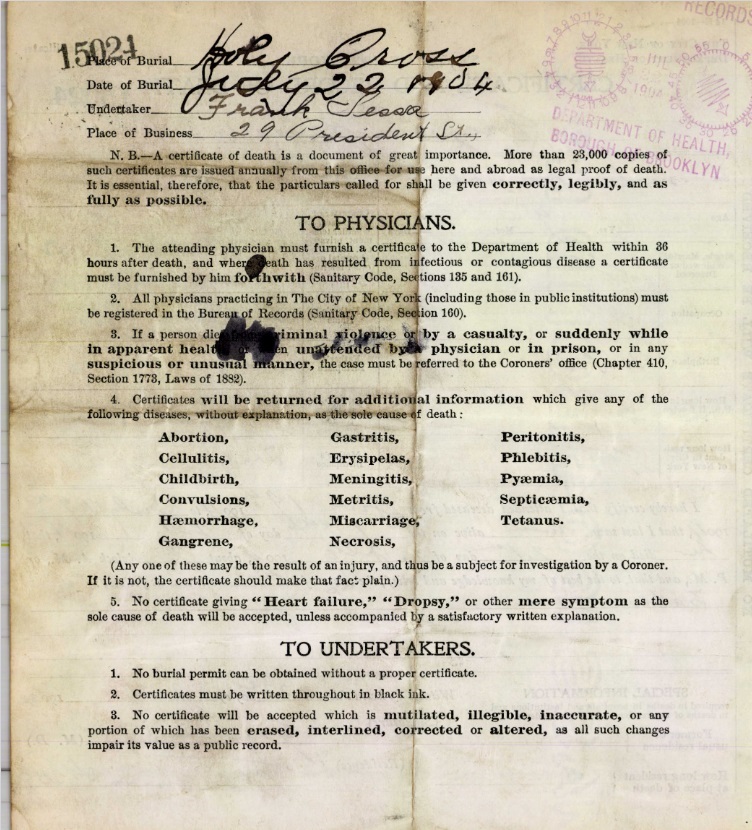 15024
Place of Burial Holy Cross
Date of Burial July 22 1904
Undertaker Frank Sessa
Place of Business 29 President St.,
RECORDS
1904
DEPARTMENT OF HEALTH,
BOROUGH OF BROOKLYN
N. B.—A certificate of death is a document of great importance. More than 23,000 copies of
such certificates are issued annually from this office for use here and abroad as legal proof of death.
It is essential, therefore, that the particulars called for shall be given correctly, legibly, and as
fully as possible.
TO PHYSICIANS.
1. The attending physician must furnish a certificate to the Department of Health within 36
hours after death, and where death has resulted from infectious or contagious disease a certificate
must be furnished by him forthwith (Sanitary Code, Sections 135 and 161).
2. All physicians practicing in The City of New York (including those in public institutions) must
be registered in the Bureau of Records (Sanitary Code, Section 160).
3. If a person die criminal violence or by a casualty, or suddenly while
in apparent health or when unattended by a physician or in prison, or in any
suspicious or unusual manner, the case must be referred to the Coroners' office (Chapter 410,
Section 1773, Laws of 1882).
4. Certificates will be returned for additional information which give any of the
following diseases, without explanation, as the sole cause of death:
Abortion, Gastritis, Peritonitis,
Cellulitis, Erysipelas, Phlebitis,
Childbirth, Meningitis, Pyæmia,
Convulsions, Metritis, Septicæmia,
Hæmorrhage, Miscarriage, Tetanus.
Gangrene, Necrosis,
(Any one of these may be the result of an injury, and thus be a subject for investigation by a Coroner.
If it is not, the certificate should make that fact plain.)
5. No certificate giving "Heart failure," "Dropsy," or other mere symptom as the
sole cause of death will be accepted, unless accompanied by a satisfactory written explanation.
TO UNDERTAKERS.
1. No burial permit can be obtained without a proper certificate.
2. Certificates must be written throughout in black ink.
3. No certificate will be accepted which is mutilated, illegible, inaccurate, or any
portion of which has been erased, interlined, corrected or altered, as all such changes
impair its value as a public record.